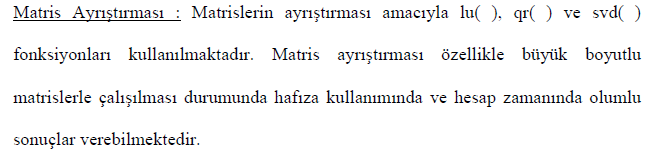 Matris Ayrıştırması : Matrislerin ayrıştırması amacıyla lu( ), qr( ) ve svd( )
fonksiyonları kullanılmaktadır. Matris ayrıştırması özellikle büyük boyutlu
matrislerle çalışılması durumunda hafıza kullanımında ve hesap zamanında olumlu
sonuçlar verebilmektedir.